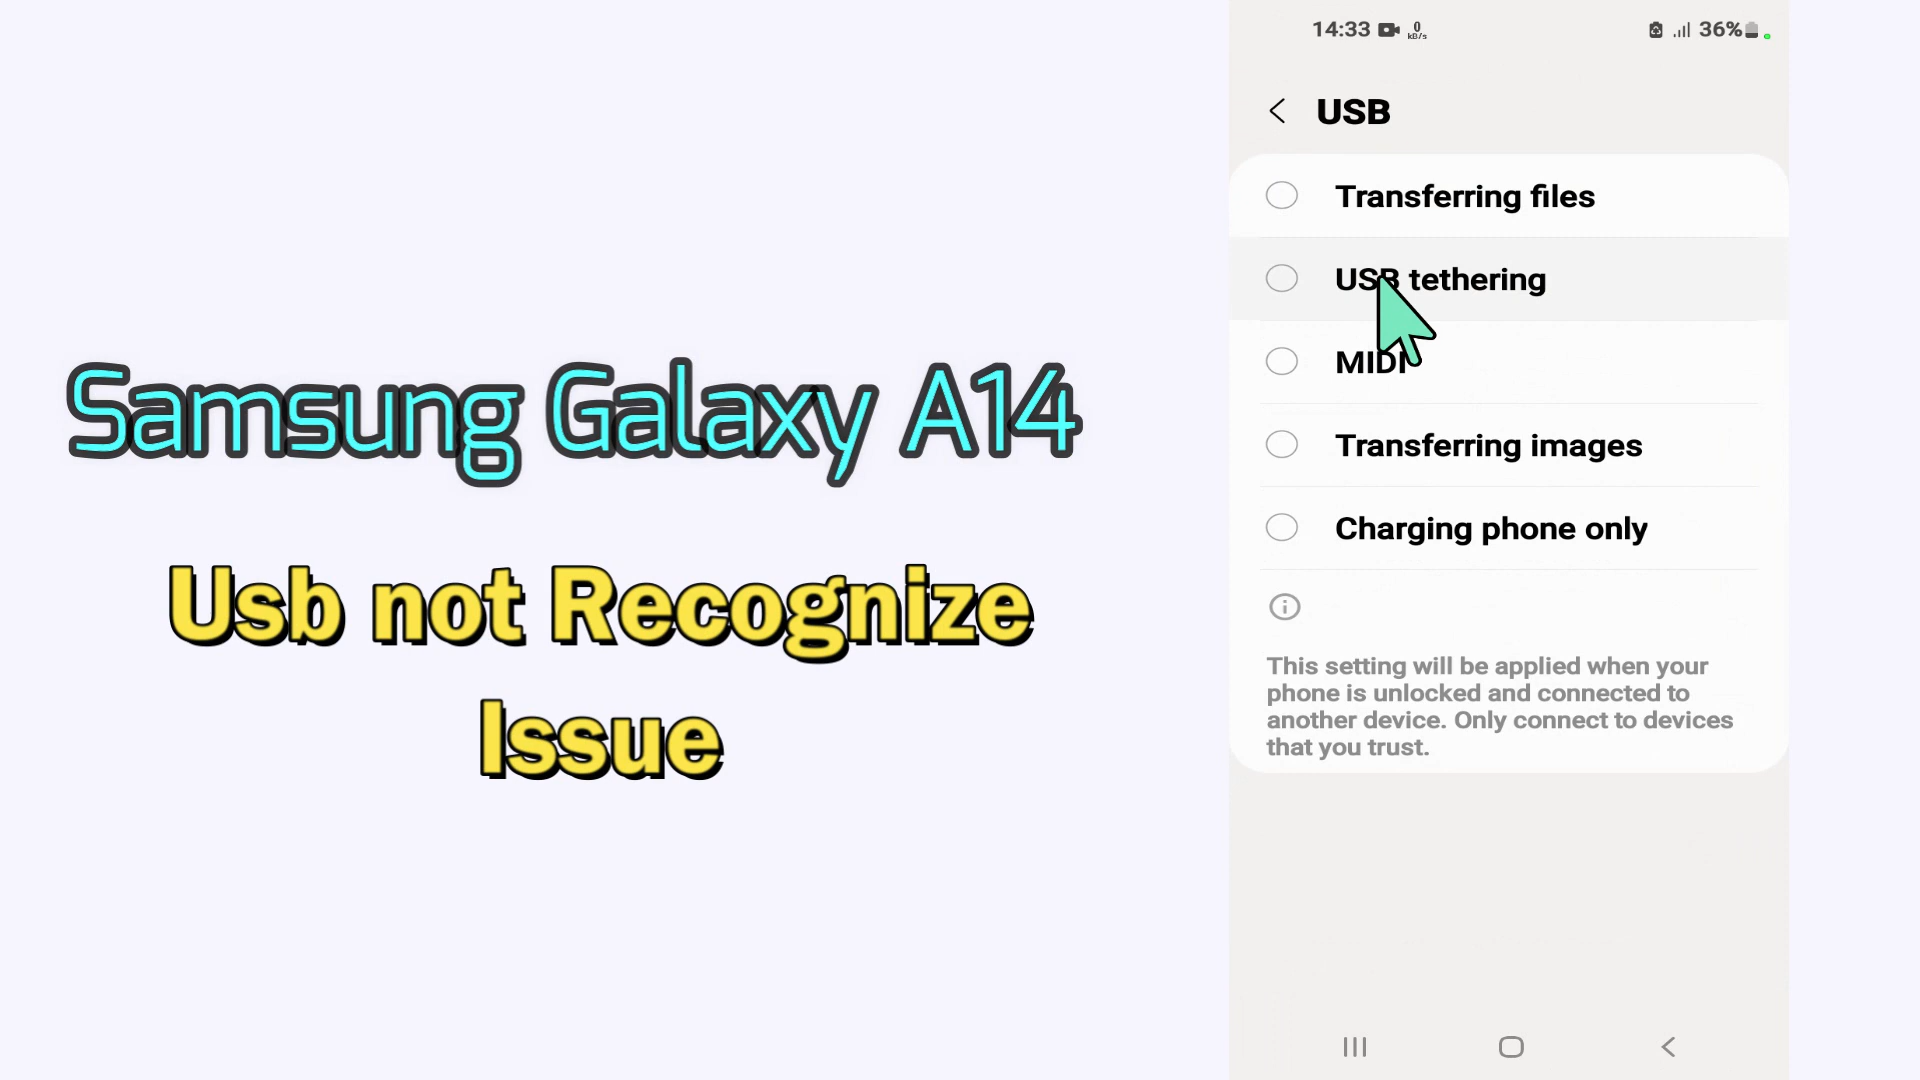 Samsung Galaxy A14
Usb not Recognize
Issue
14:33 0 kB/s 36%
USB
Transferring files
USB tethering
MIDI
Transferring images
Charging phone only
This setting will be applied when your
phone is unlocked and connected to
another device. Only connect to devices
that you trust.